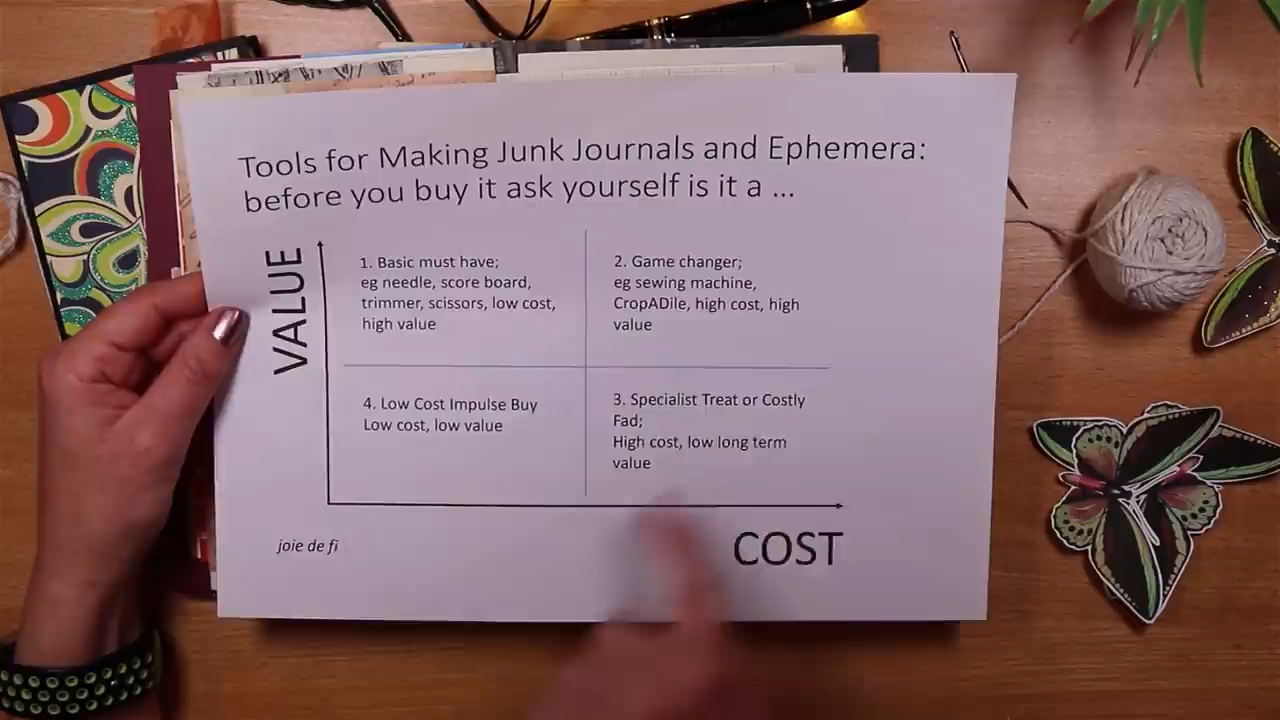 Tools for Making Junk Journals and Ephemera:
before you buy it ask yourself is it a ...
VALUE
1. Basic must have;
eg needle, score board,
trimmer, scissors, low cost,
high value
2. Game changer;
eg sewing machine,
CropADile, high cost, high
value
4. Low Cost Impulse Buy
Low cost, low value
3. Specialist Treat or Costly
Fad;
High cost, low long term
value
joie de fi
COST